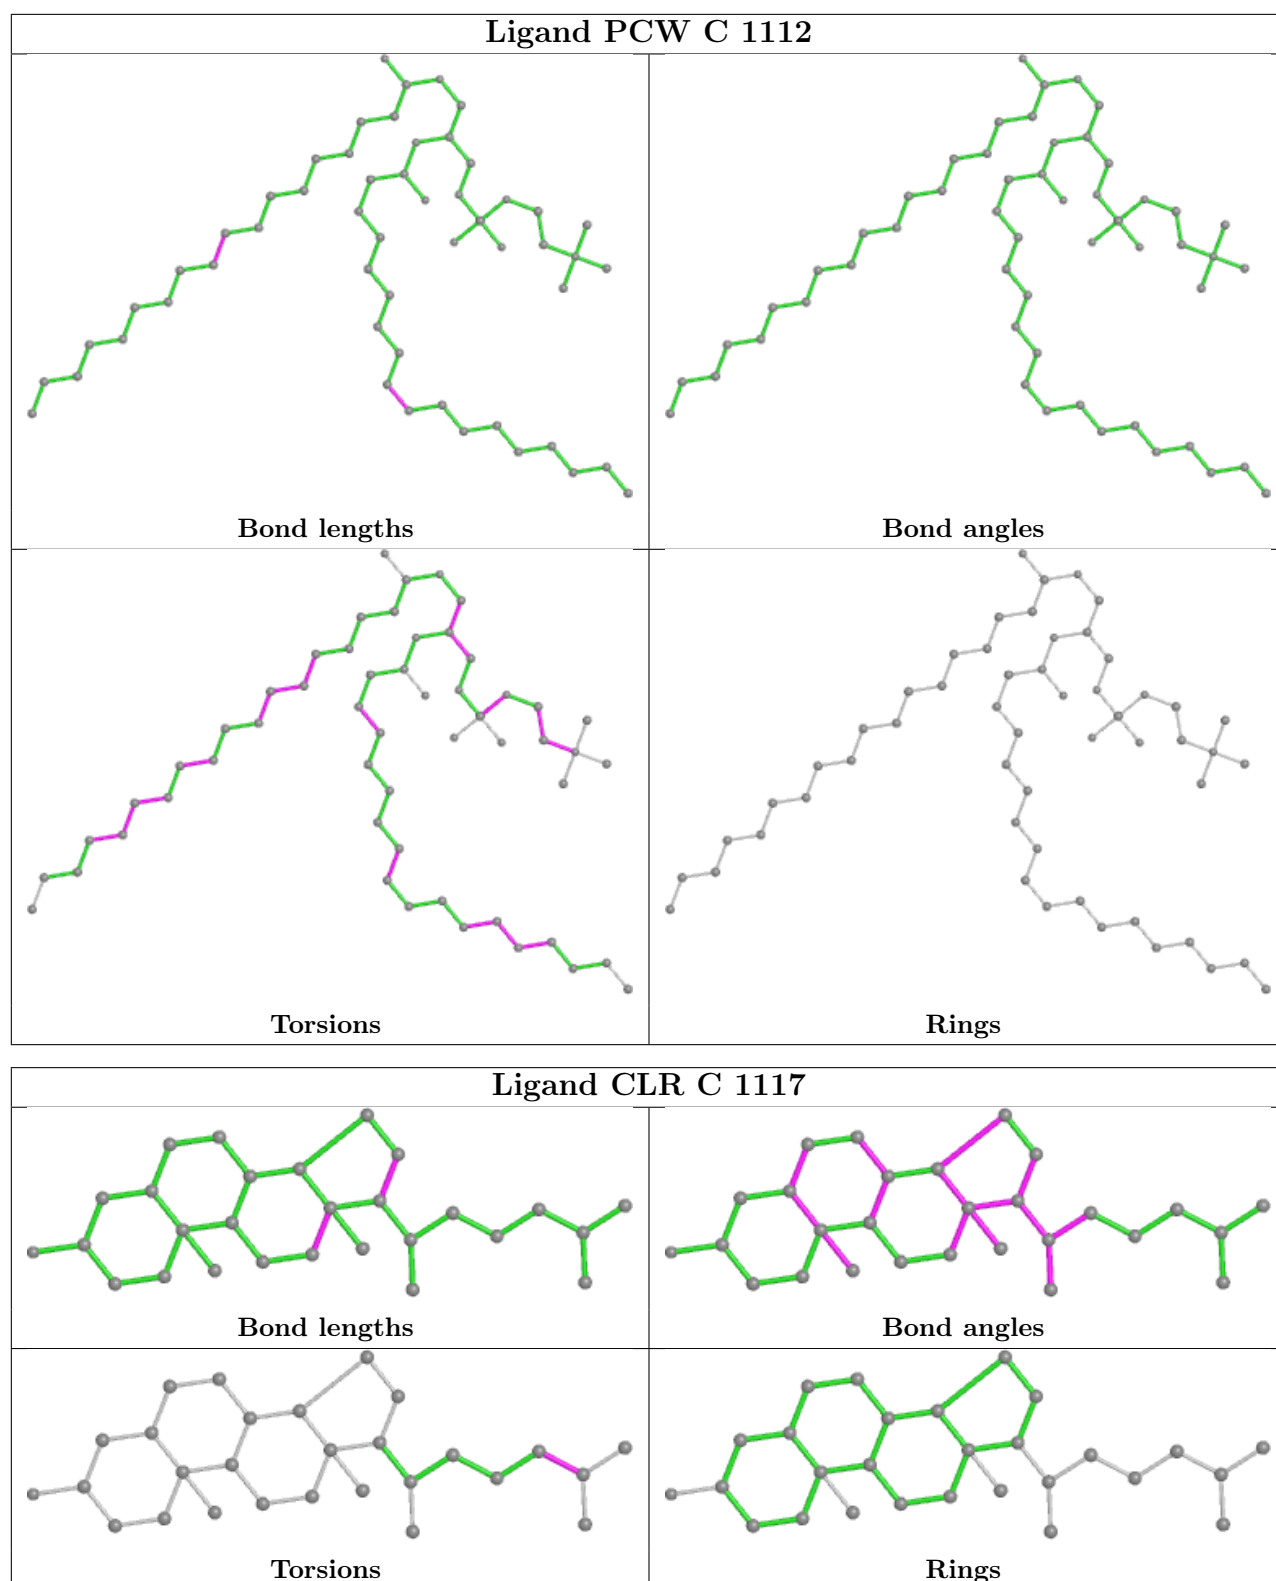 Ligand PCW C 1112
Bond lengths
Bond angles
Torsions
Rings
Ligand CLR C 1117
Bond lengths
Bond angles
Torsions
Rings